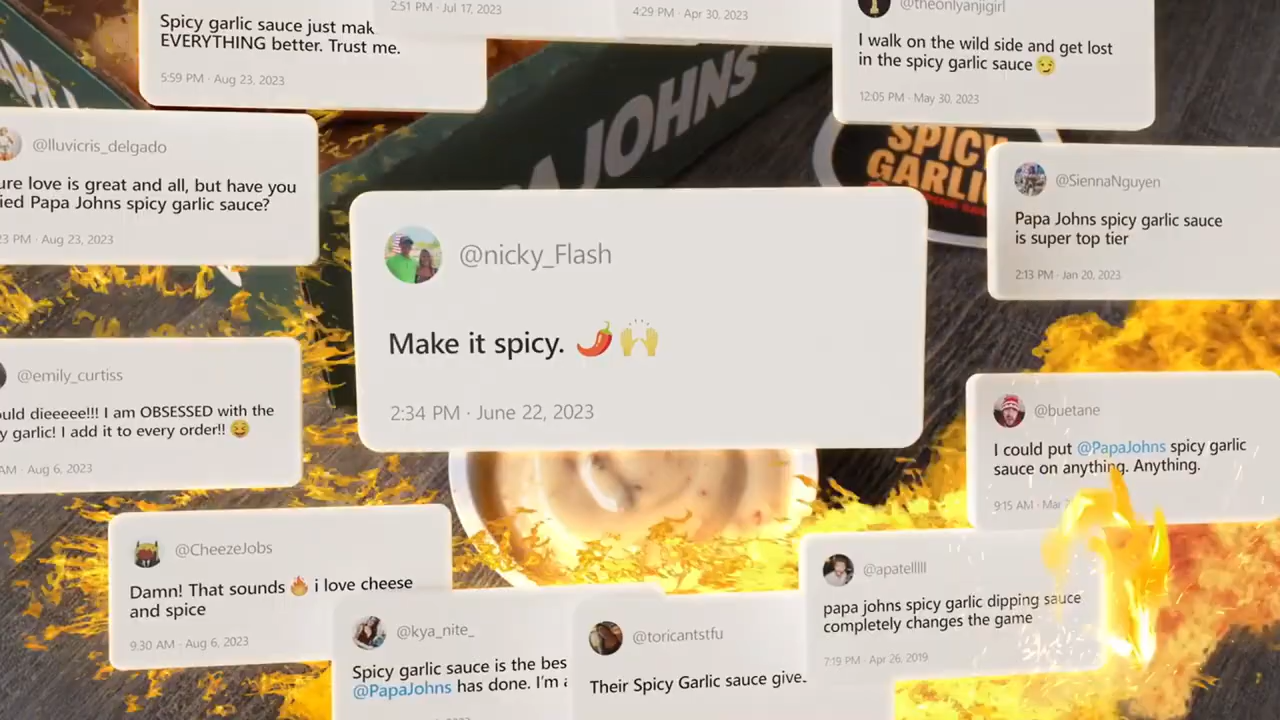 Spicy garlic sauce just mak
EVERYTHING better. Trust me.
5:59 PM · Aug 23, 2023
2:51 PM · Jul 17, 2023
4:29 PM · Apr 30, 2023
@theonlyanjigirl
I walk on the wild side and get lost
in the spicy garlic sauce 😏
12:05 PM · May 30, 2023
JOHNS
SPICY
GARLIC
@lluvicris_delgado
ure love is great and all, but have you
ied Papa Johns spicy garlic sauce?
23 PM · Aug 23, 2023
@nicky_Flash
Make it spicy. 🌶️🙌
2:34 PM · June 22, 2023
@SiennaNguyen
Papa Johns spicy garlic sauce
is super top tier
2:13 PM · Jan 20, 2023
@emily_curtiss
uld dieeeee!!! I am OBSESSED with the
y garlic! I add it to every order!! 😆
AM · Aug 6, 2023
@buetane
I could put @PapaJohns spicy garlic
sauce on anything. Anything.
9:15 AM · Mar
@CheezeJobs
Damn! That sounds 🔥 i love cheese
and spice
9:30 AM · Aug 6, 2023
@kya_nite_
Spicy garlic sauce is the bes
@PapaJohns has done. I'm a
@toricantstfu
Their Spicy Garlic sauce give.
@apatelllll
papa johns spicy garlic dipping sauce
completely changes the game
7:19 PM · Apr 26, 2019